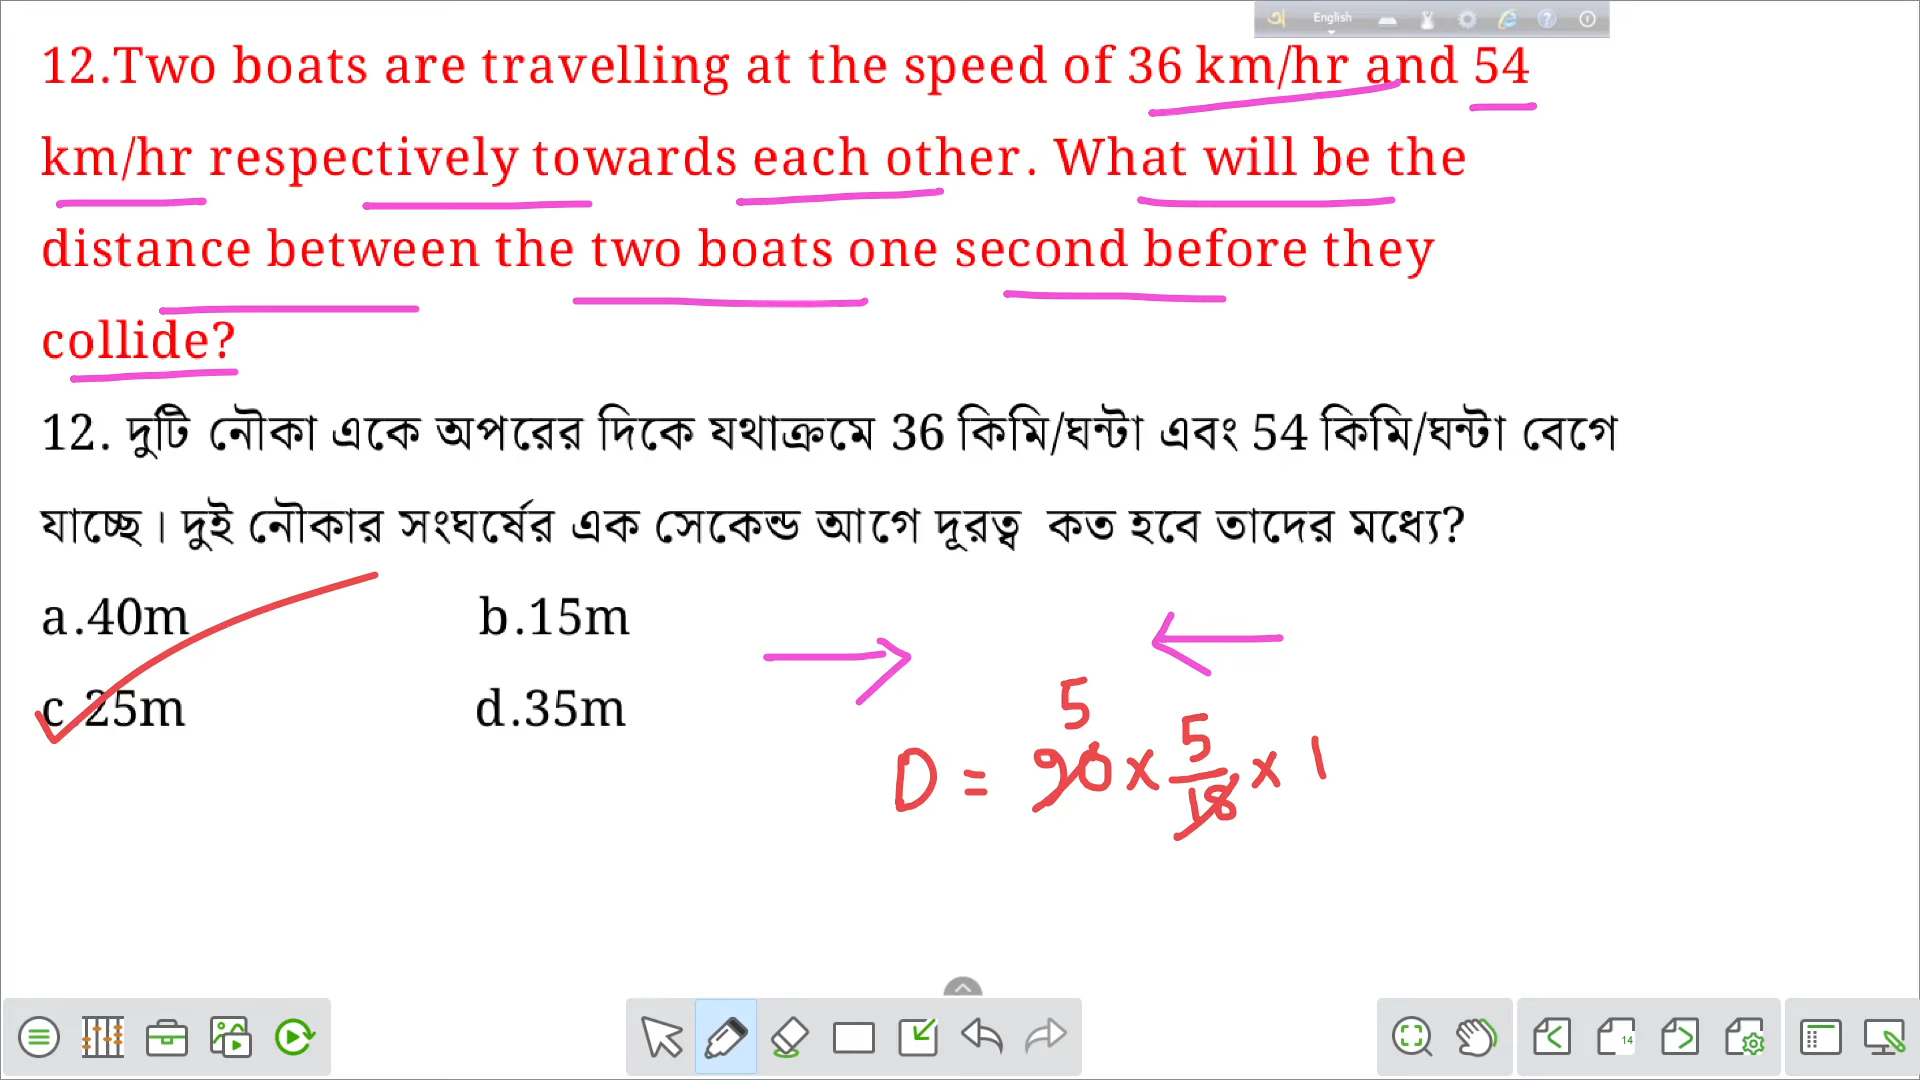 English
12.Two boats are travelling at the speed of 36 km/hr and 54
km/hr respectively towards each other. What will be the
distance between the two boats one second before they
collide?
12. দুটি নৌকা একে অপরের দিকে যথাক্রমে 36 কিমি/ঘন্টা এবং 54 কিমি/ঘন্টা বেগে
যাচ্ছে। দুই নৌকার সংঘর্ষের এক সেকেন্ড আগে দূরত্ব কত হবে তাদের মধ্যে?
a.40m b.15m
c.25m d.35m
5
D = 90 x 5/18 x 1
14